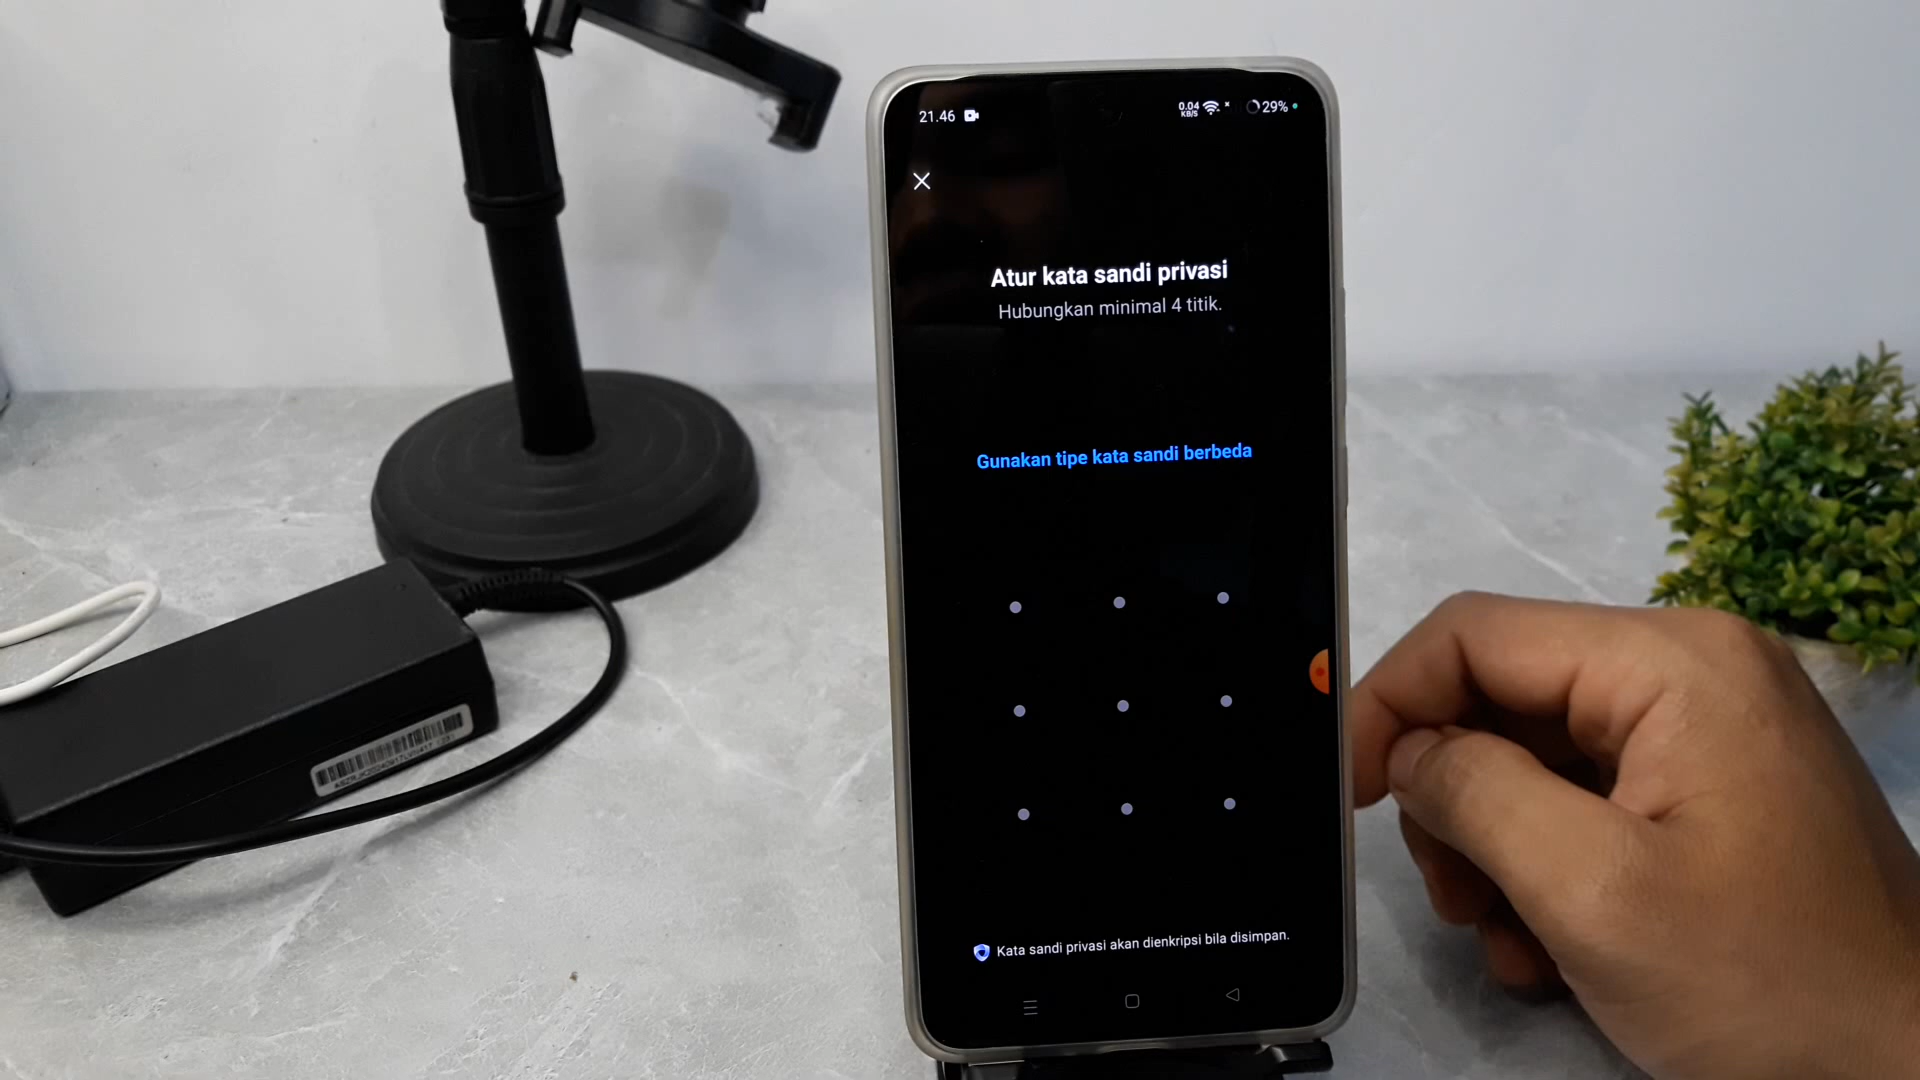 21.46
0.04
KB/S
29%
Atur kata sandi privasi
Hubungkan minimal 4 titik.
Gunakan tipe kata sandi berbeda
Kata sandi privasi akan dienkripsi bila disimpan.